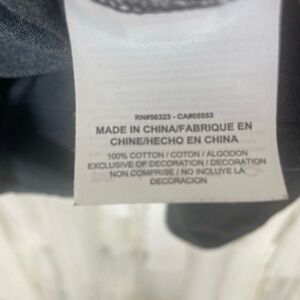 RN#56323 - CA#05553
MADE IN CHINA/FABRIQUE EN
CHINE/HECHO EN CHINA
100% COTTON / COTON / ALGODON
EXCLUSIVE OF DECORATION / DECORATION
NON COMPRISE / NO INCLUYE LA
DECORACION